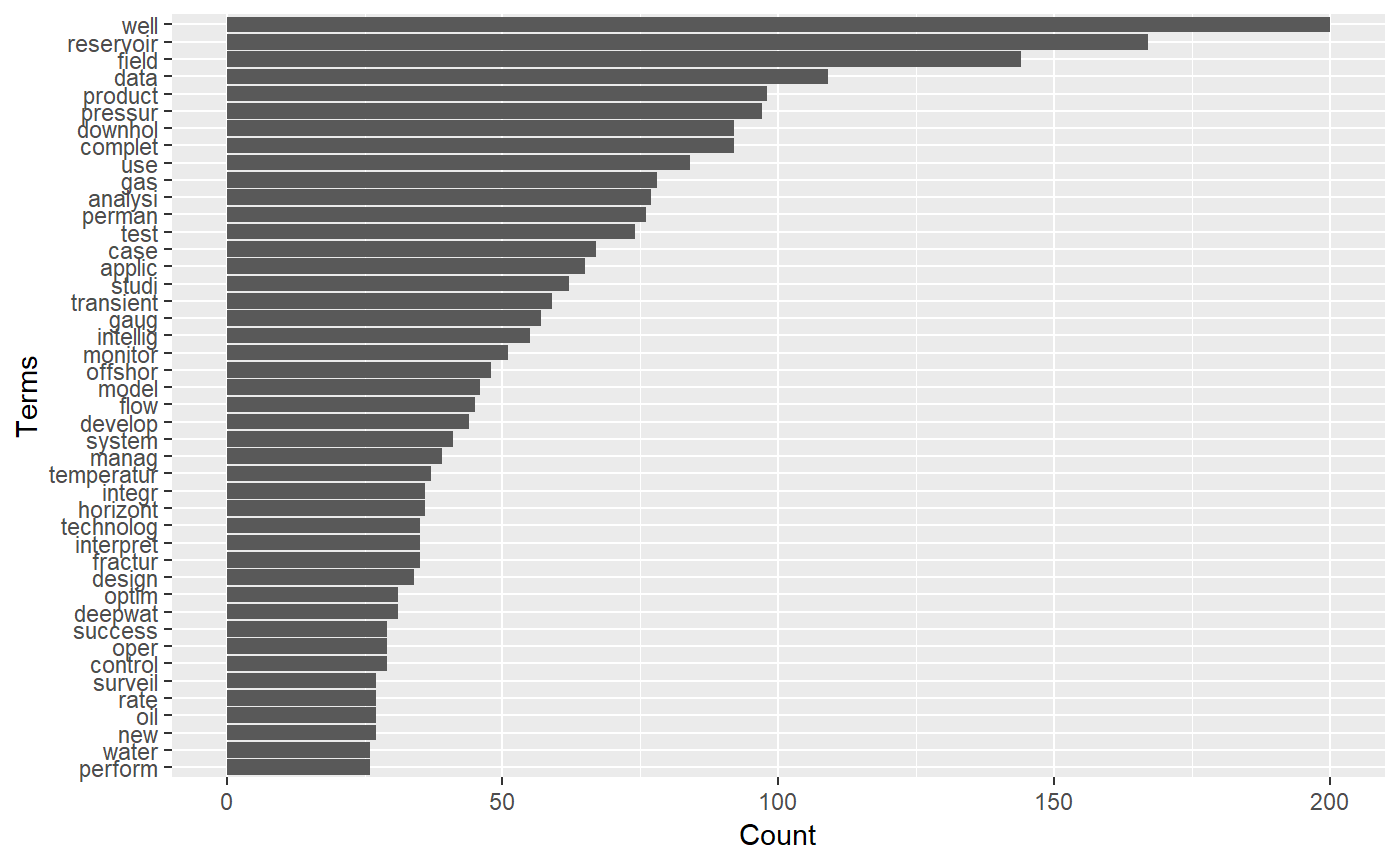 well
reservoir
field
data
product
pressur
downhol
complet
use
gas
analysi
perman
test
case
applic
studi
transient
gaug
intellig
monitor
offshor
model
flow
develop
system
manag
temperatur
integr
horizont
technolog
interpret
fractur
design
optim
deepwat
success
oper
control
surveil
rate
oil
new
water
perform
Terms
0 50 100 150 200
Count